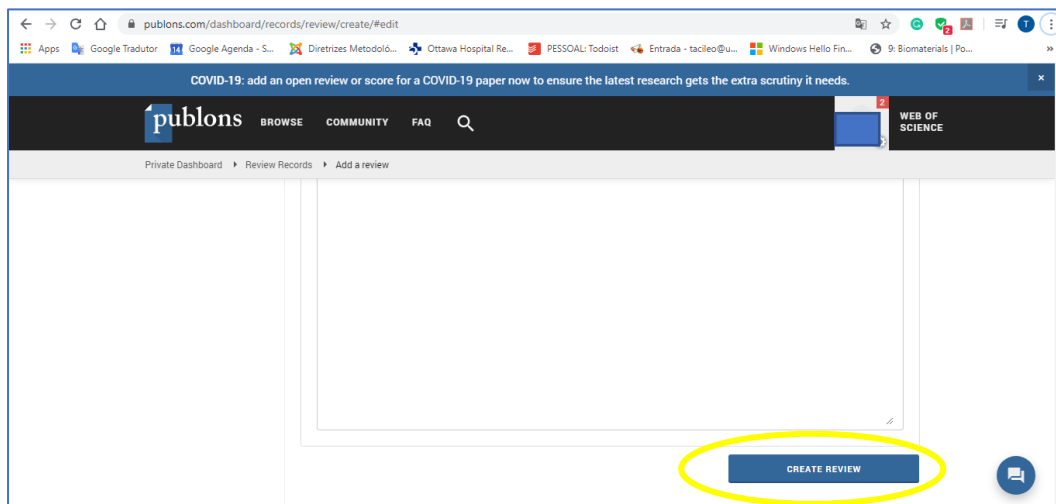 publons.com/dashboard/records/review/create/#edit
Apps Google Tradutor 14 Google Agenda - S... Diretrizes Metodoló... Ottawa Hospital Re... PESSOAL: Todoist Entrada - tacileo@u... Windows Hello Fin... 9: Biomaterials | Po... »
COVID-19: add an open review or score for a COVID-19 paper now to ensure the latest research gets the extra scrutiny it needs. ×
publons BROWSE COMMUNITY FAQ 2 WEB OF SCIENCE
Private Dashboard Review Records Add a review
CREATE REVIEW